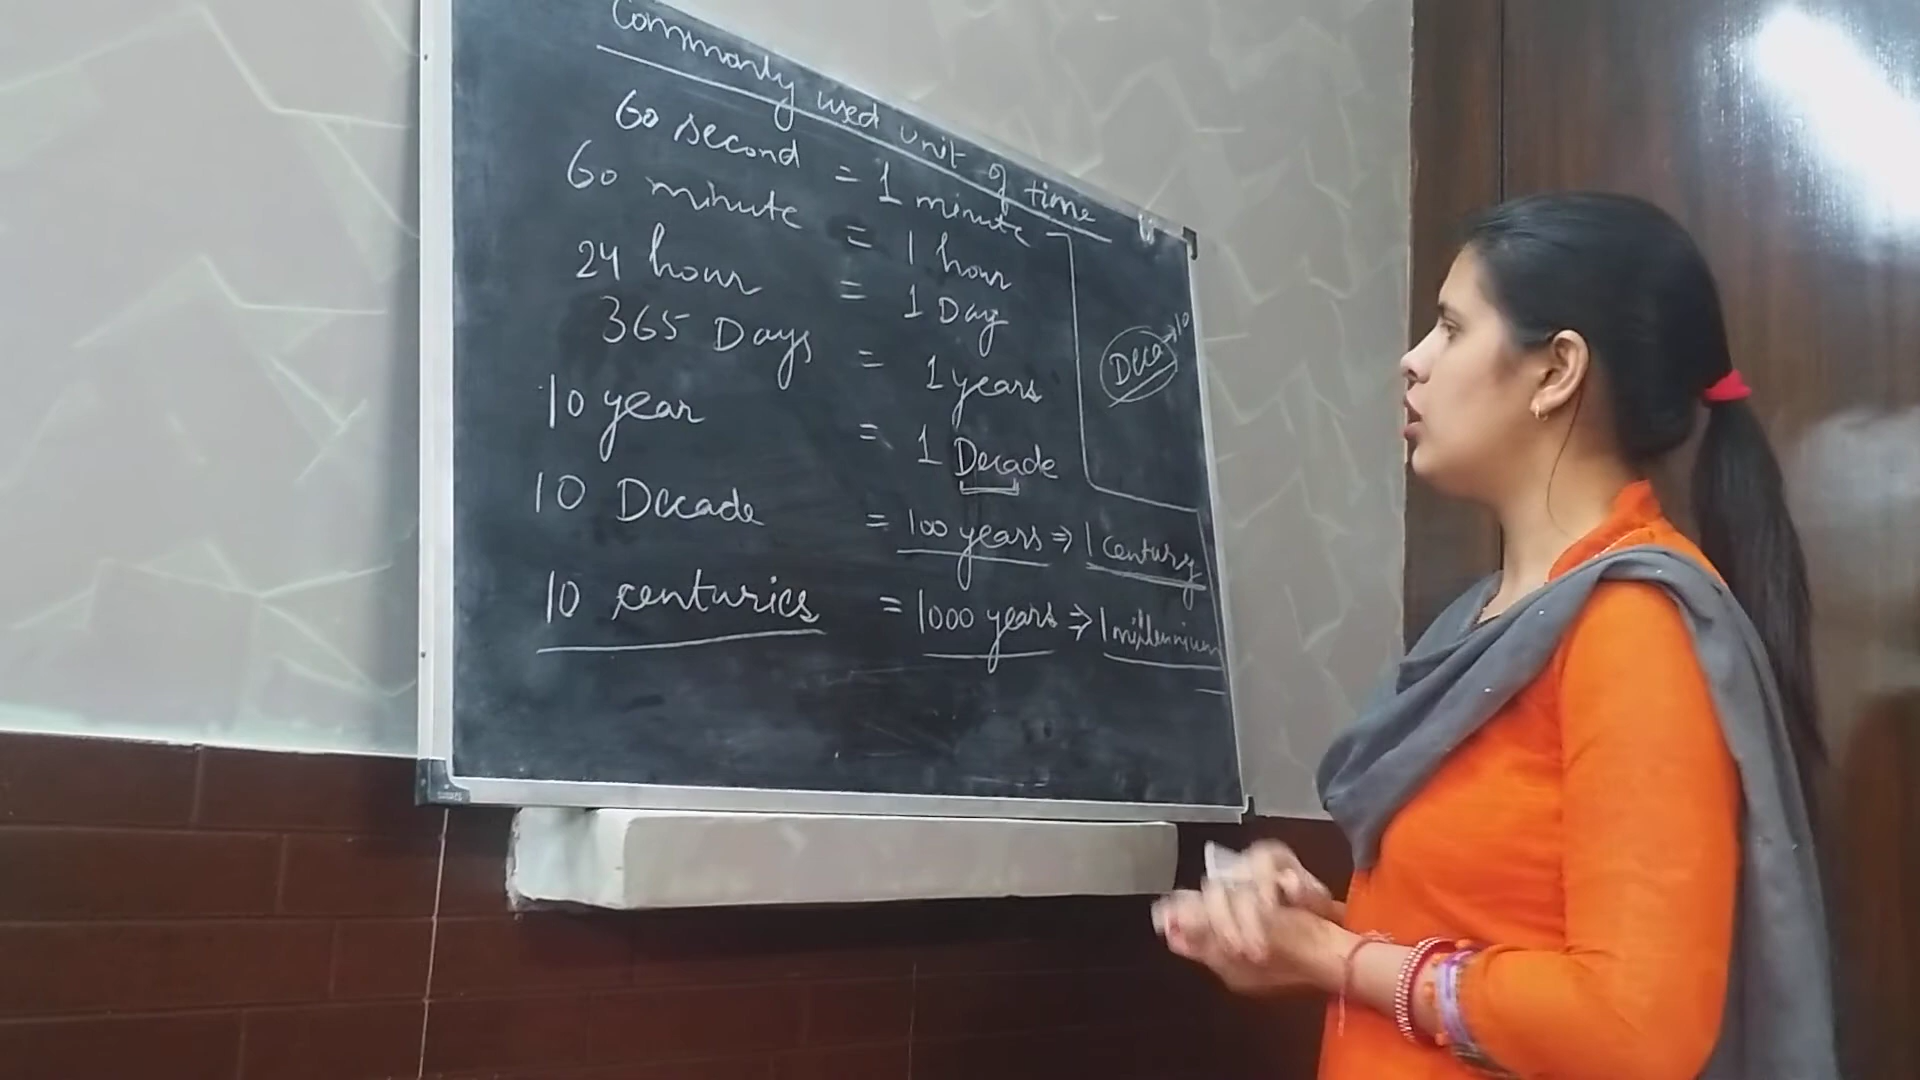 Commonly used unit of time
60 second = 1 minute
60 minute = 1 hour
24 hour = 1 Day
365 Days = 1 years
10 year = 1 Decade
10 Decade = 100 years ⇒ 1 Century
10 centuries = 1000 years ⇒ 1 millennium
Deca → 10